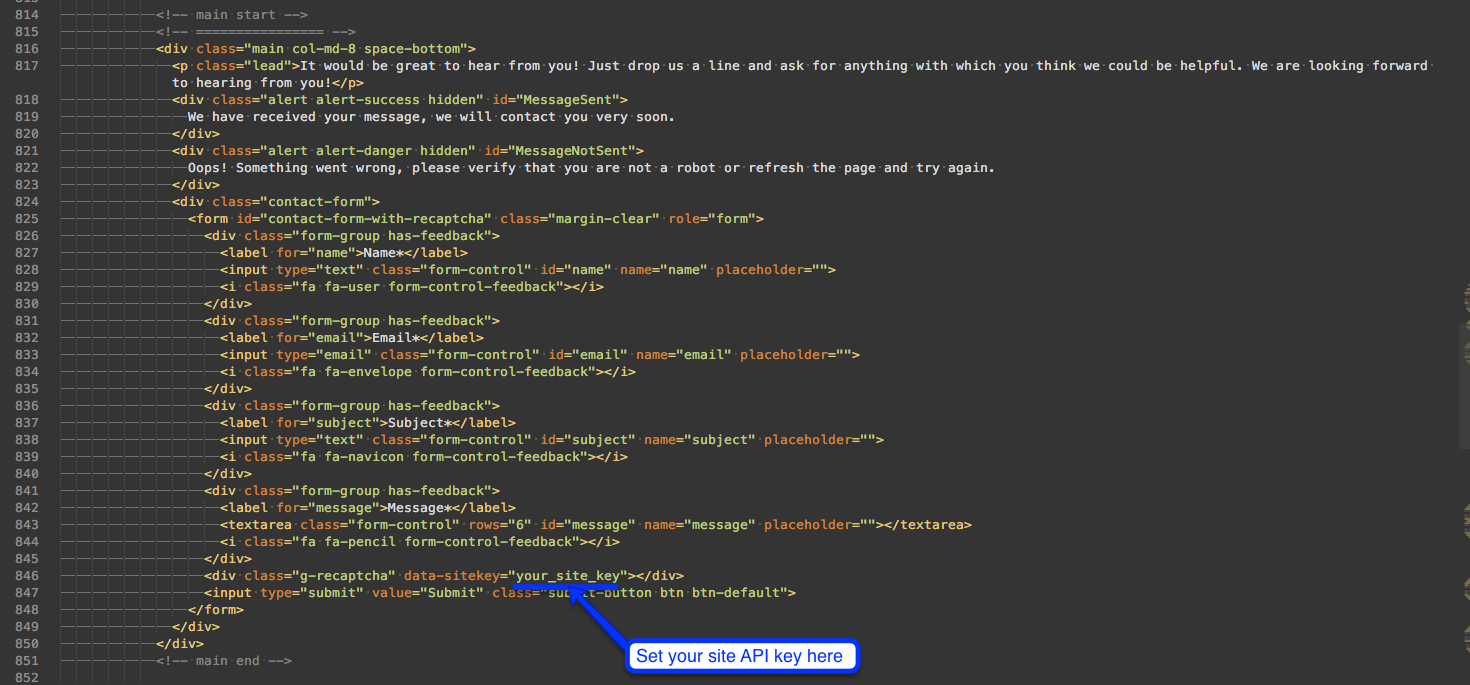 814 <!-- main start -->
815 <!-- ================ -->
816 <div class="main col-md-8 space-bottom">
817 <p class="lead">It would be great to hear from you! Just drop us a line and ask for anything with which you think we could be helpful. We are looking forward
to hearing from you!</p>
818 <div class="alert alert-success hidden" id="MessageSent">
819 We have received your message, we will contact you very soon.
820 </div>
821 <div class="alert alert-danger hidden" id="MessageNotSent">
822 Oops! Something went wrong, please verify that you are not a robot or refresh the page and try again.
823 </div>
824 <div class="contact-form">
825 <form id="contact-form-with-recaptcha" class="margin-clear" role="form">
826 <div class="form-group has-feedback">
827 <label for="name">Name*</label>
828 <input type="text" class="form-control" id="name" name="name" placeholder="">
829 <i class="fa fa-user form-control-feedback"></i>
830 </div>
831 <div class="form-group has-feedback">
832 <label for="email">Email*</label>
833 <input type="email" class="form-control" id="email" name="email" placeholder="">
834 <i class="fa fa-envelope form-control-feedback"></i>
835 </div>
836 <div class="form-group has-feedback">
837 <label for="subject">Subject*</label>
838 <input type="text" class="form-control" id="subject" name="subject" placeholder="">
839 <i class="fa fa-navicon form-control-feedback"></i>
840 </div>
841 <div class="form-group has-feedback">
842 <label for="message">Message*</label>
843 <textarea class="form-control" rows="6" id="message" name="message" placeholder=""></textarea>
844 <i class="fa fa-pencil form-control-feedback"></i>
845 </div>
846 <div class="g-recaptcha" data-sitekey="your_site_key"></div>
847 <input type="submit" value="Submit" class="submit-button btn btn-default">
848 </form>
849 </div>
850 </div>
851 <!-- main end -->
852
Set your site API key here